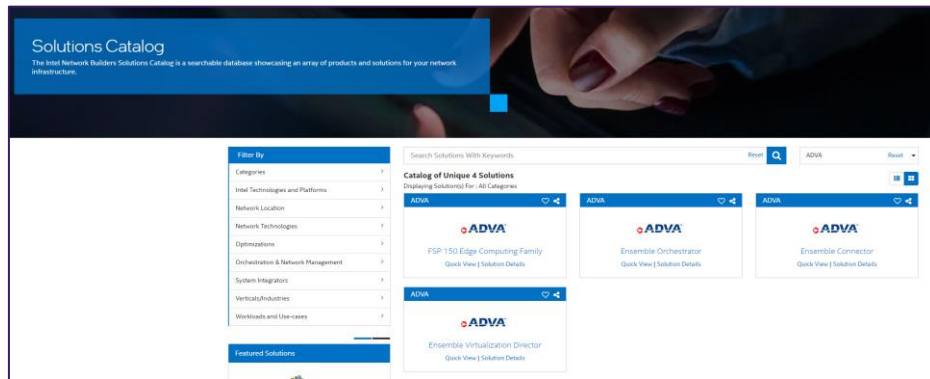 Solutions Catalog
The Intel Network Builders Solutions Catalog is a searchable database showcasing an array of products and solutions for your network
infrastructure.
Filter By
Categories
Intel Technologies and Platforms
Network Location
Network Technologies
Optimizations
Orchestration & Network Management
System Integrators
Verticals/Industries
Workloads and Use-cases
Featured Solutions
Search Solutions With Keywords
Reset
ADVA
Reset
Catalog of Unique 4 Solutions
Displaying Solution(s) For : All Categories
ADVA
ADVA
FSP 150 Edge Computing Family
Quick View | Solution Details
ADVA
ADVA
Ensemble Orchestrator
Quick View | Solution Details
ADVA
ADVA
Ensemble Connector
Quick View | Solution Details
ADVA
ADVA
Ensemble Virtualization Director
Quick View | Solution Details